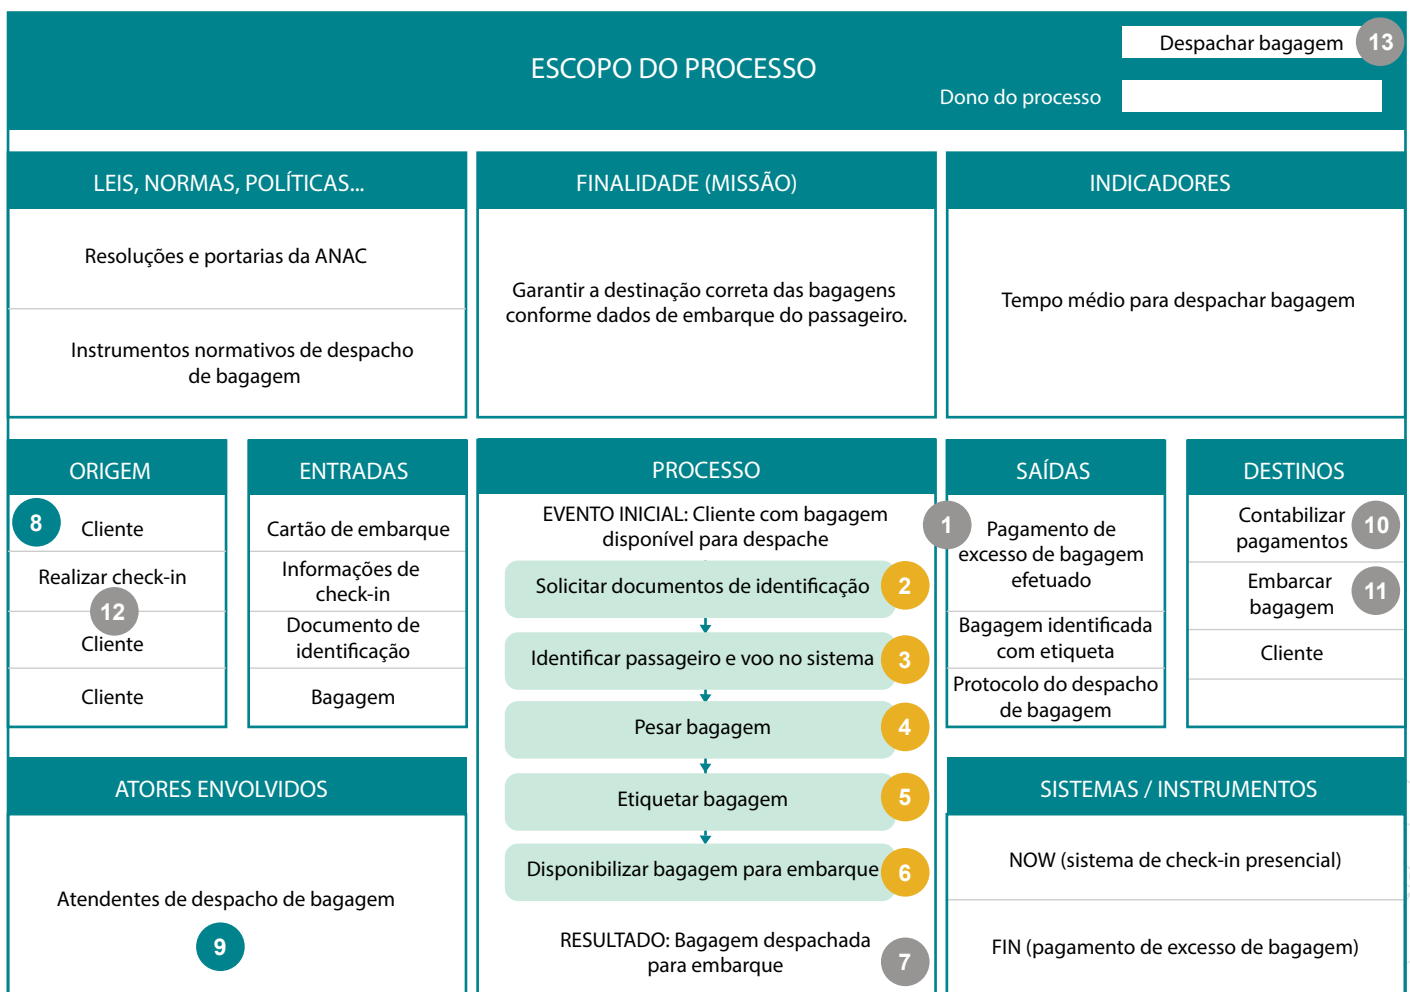 Despachar bagagem 13
ESCOPO DO PROCESSO
Dono do processo
LEIS, NORMAS, POLÍTICAS...
Resoluções e portarias da ANAC
Instrumentos normativos de despacho
de bagagem
FINALIDADE (MISSÃO)
Garantir a destinação correta das bagagens
conforme dados de embarque do passageiro.
INDICADORES
Tempo médio para despachar bagagem
ORIGEM
8 Cliente
Realizar check-in
12
Cliente
Cliente
ENTRADAS
Cartão de embarque
Informações de
check-in
Documento de
identificação
Bagagem
PROCESSO
EVENTO INICIAL: Cliente com bagagem
disponível para despache
Solicitar documentos de identificação 2
Identificar passageiro e voo no sistema 3
Pesar bagagem 4
Etiquetar bagagem 5
Disponibilizar bagagem para embarque 6
RESULTADO: Bagagem despachada
para embarque 7
SAÍDAS
1 Pagamento de
excesso de bagagem
efetuado
Bagagem identificada
com etiqueta
Protocolo do despacho
de bagagem
DESTINOS
Contabilizar
pagamentos 10
Embarcar
bagagem 11
Cliente
ATORES ENVOLVIDOS
Atendentes de despacho de bagagem
9
SISTEMAS / INSTRUMENTOS
NOW (sistema de check-in presencial)
FIN (pagamento de excesso de bagagem)